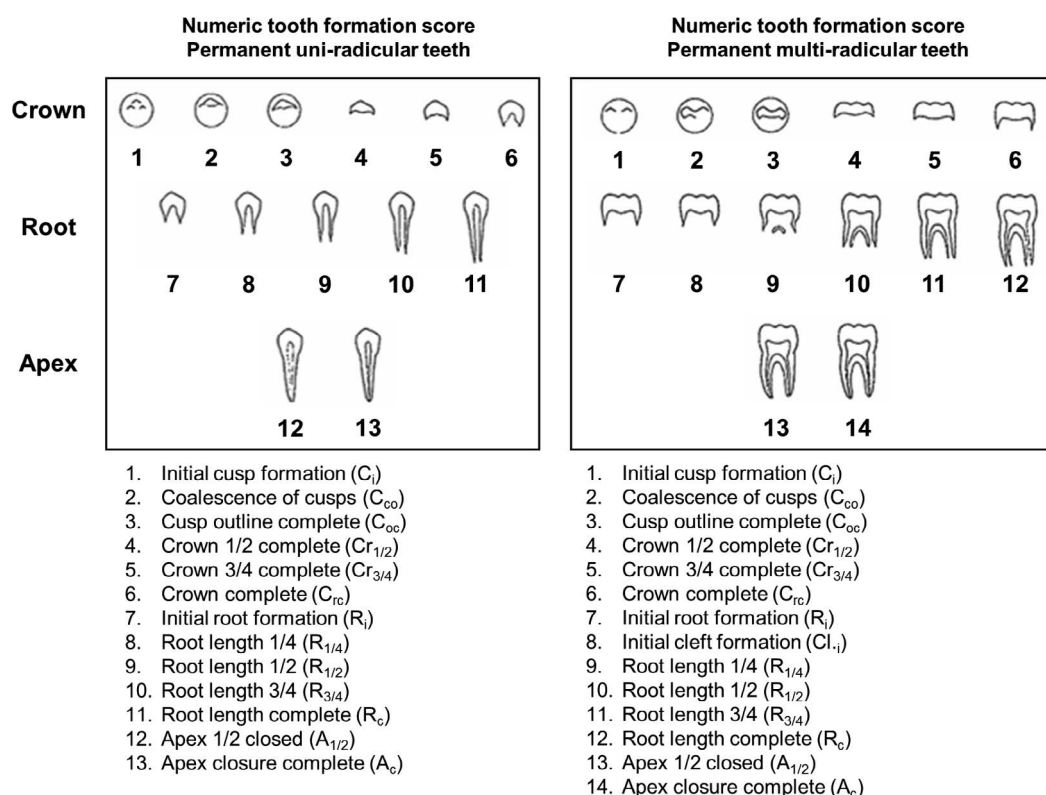 Numeric tooth formation score
Permanent uni-radicular teeth
Numeric tooth formation score
Permanent multi-radicular teeth
Crown
1 2 3 4 5 6
1 2 3 4 5 6
Root
7 8 9 10 11
7 8 9 10 11 12
Apex
12 13
13 14
1. Initial cusp formation (Ci)
2. Coalescence of cusps (Cco)
3. Cusp outline complete (Coc)
4. Crown 1/2 complete (Cr1/2)
5. Crown 3/4 complete (Cr3/4)
6. Crown complete (Crc)
7. Initial root formation (Ri)
8. Root length 1/4 (R1/4)
9. Root length 1/2 (R1/2)
10. Root length 3/4 (R3/4)
11. Root length complete (Rc)
12. Apex 1/2 closed (A1/2)
13. Apex closure complete (Ac)
1. Initial cusp formation (Ci)
2. Coalescence of cusps (Cco)
3. Cusp outline complete (Coc)
4. Crown 1/2 complete (Cr1/2)
5. Crown 3/4 complete (Cr3/4)
6. Crown complete (Crc)
7. Initial root formation (Ri)
8. Initial cleft formation (Cl.i)
9. Root length 1/4 (R1/4)
10. Root length 1/2 (R1/2)
11. Root length 3/4 (R3/4)
12. Root length complete (Rc)
13. Apex 1/2 closed (A1/2)
14. Apex closure complete (Ac)